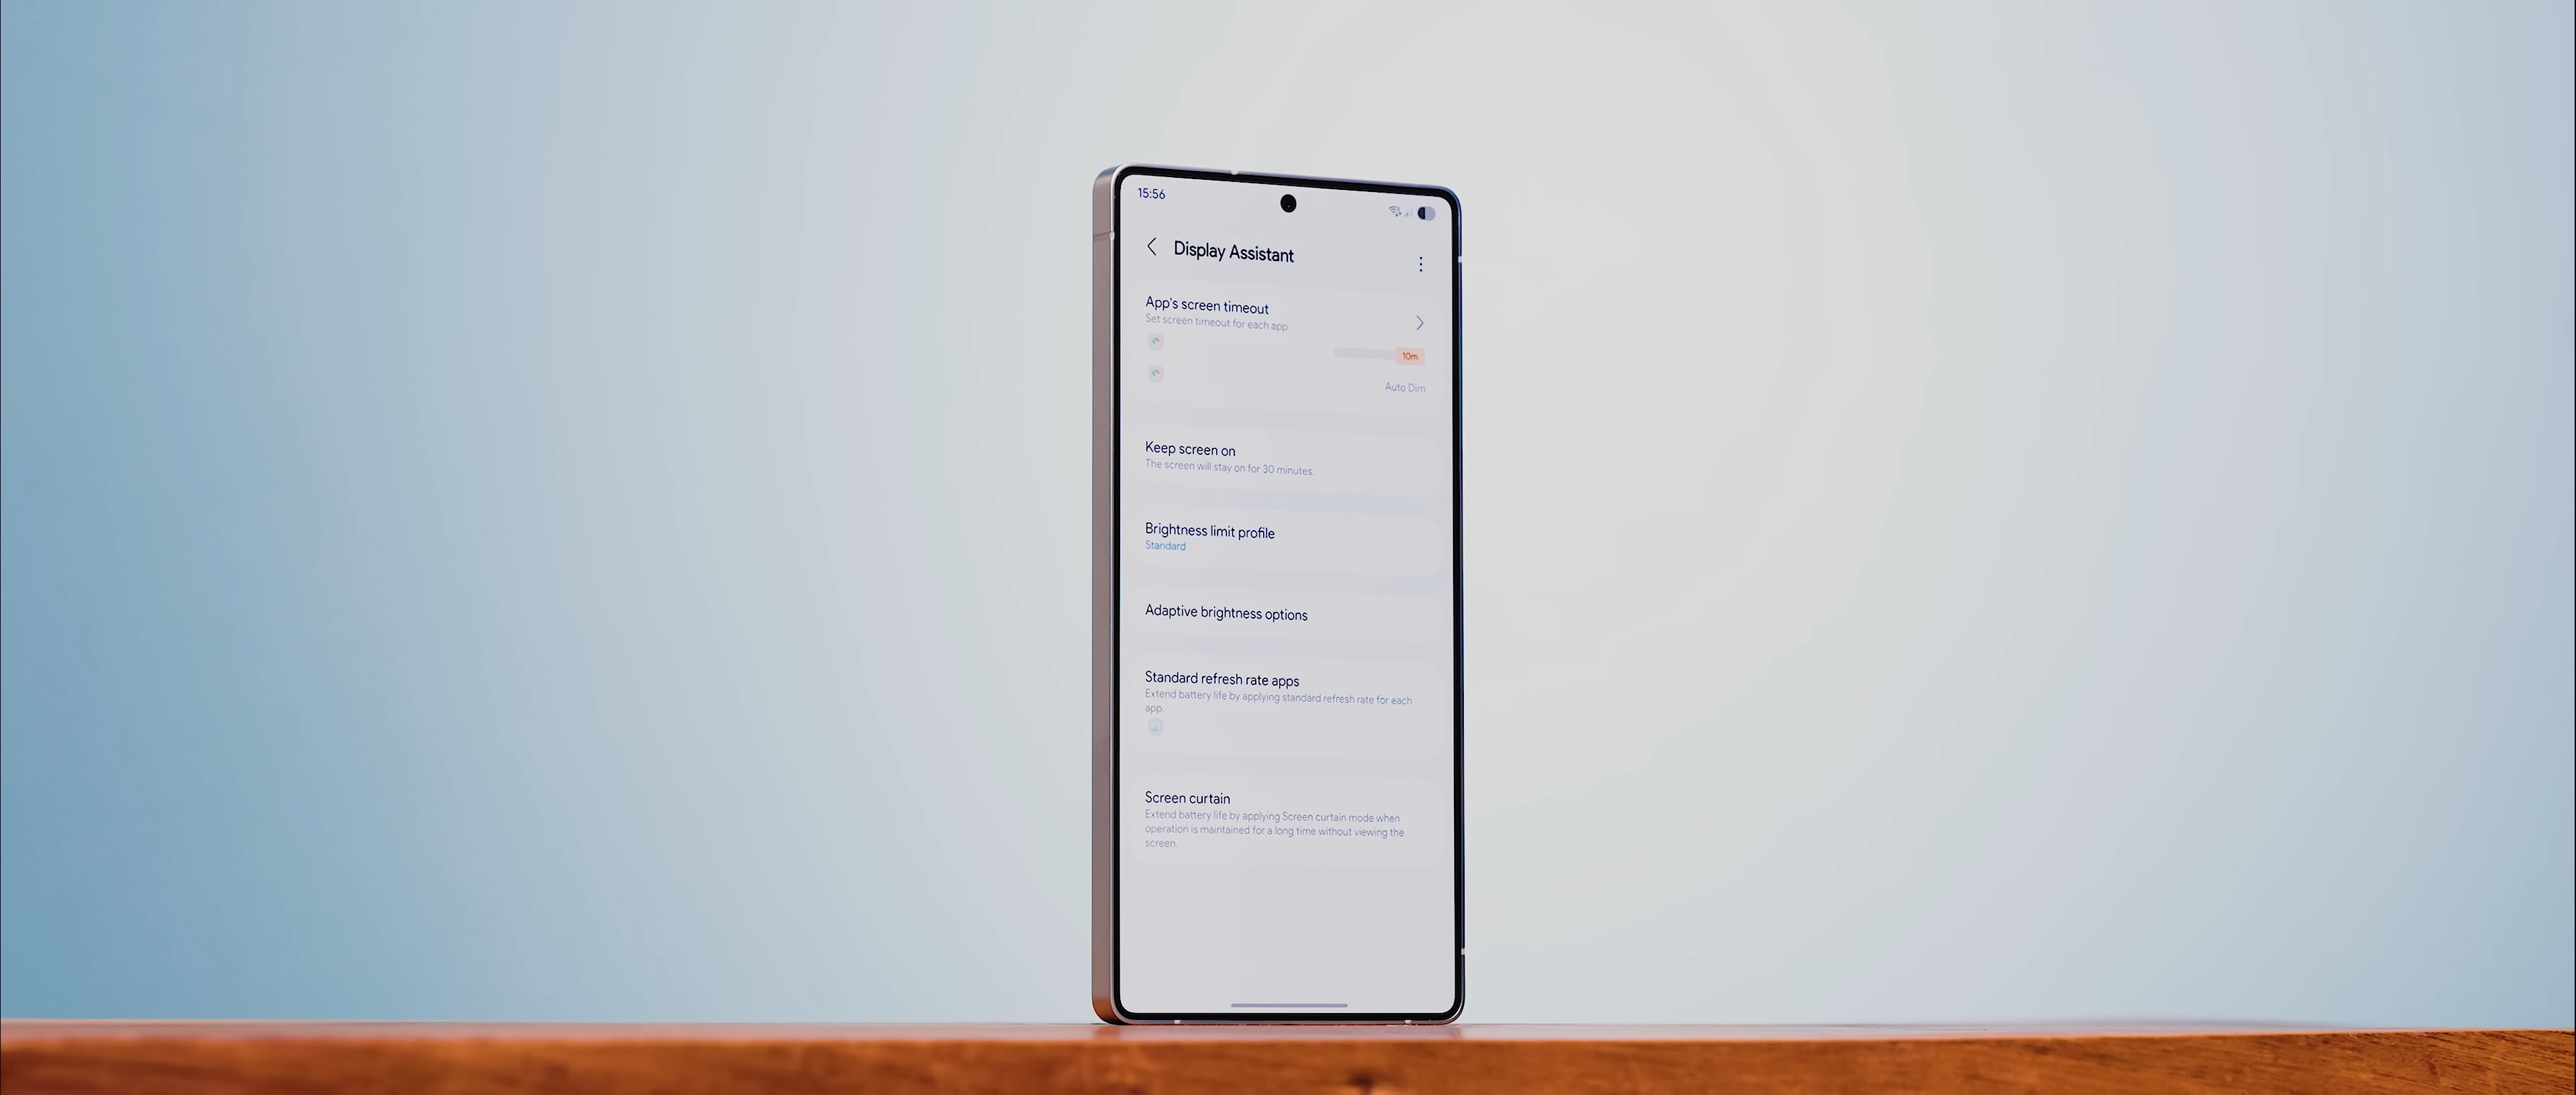 15:56
Display Assistant
App's screen timeout
Set screen timeout for each app
10m
Auto Dim
Keep screen on
The screen will stay on for 30 minutes.
Brightness limit profile
Standard
Adaptive brightness options
Standard refresh rate apps
Extend battery life by applying standard refresh rate for each
app.
Screen curtain
Extend battery life by applying Screen curtain mode when
operation is maintained for a long time without viewing the
screen.